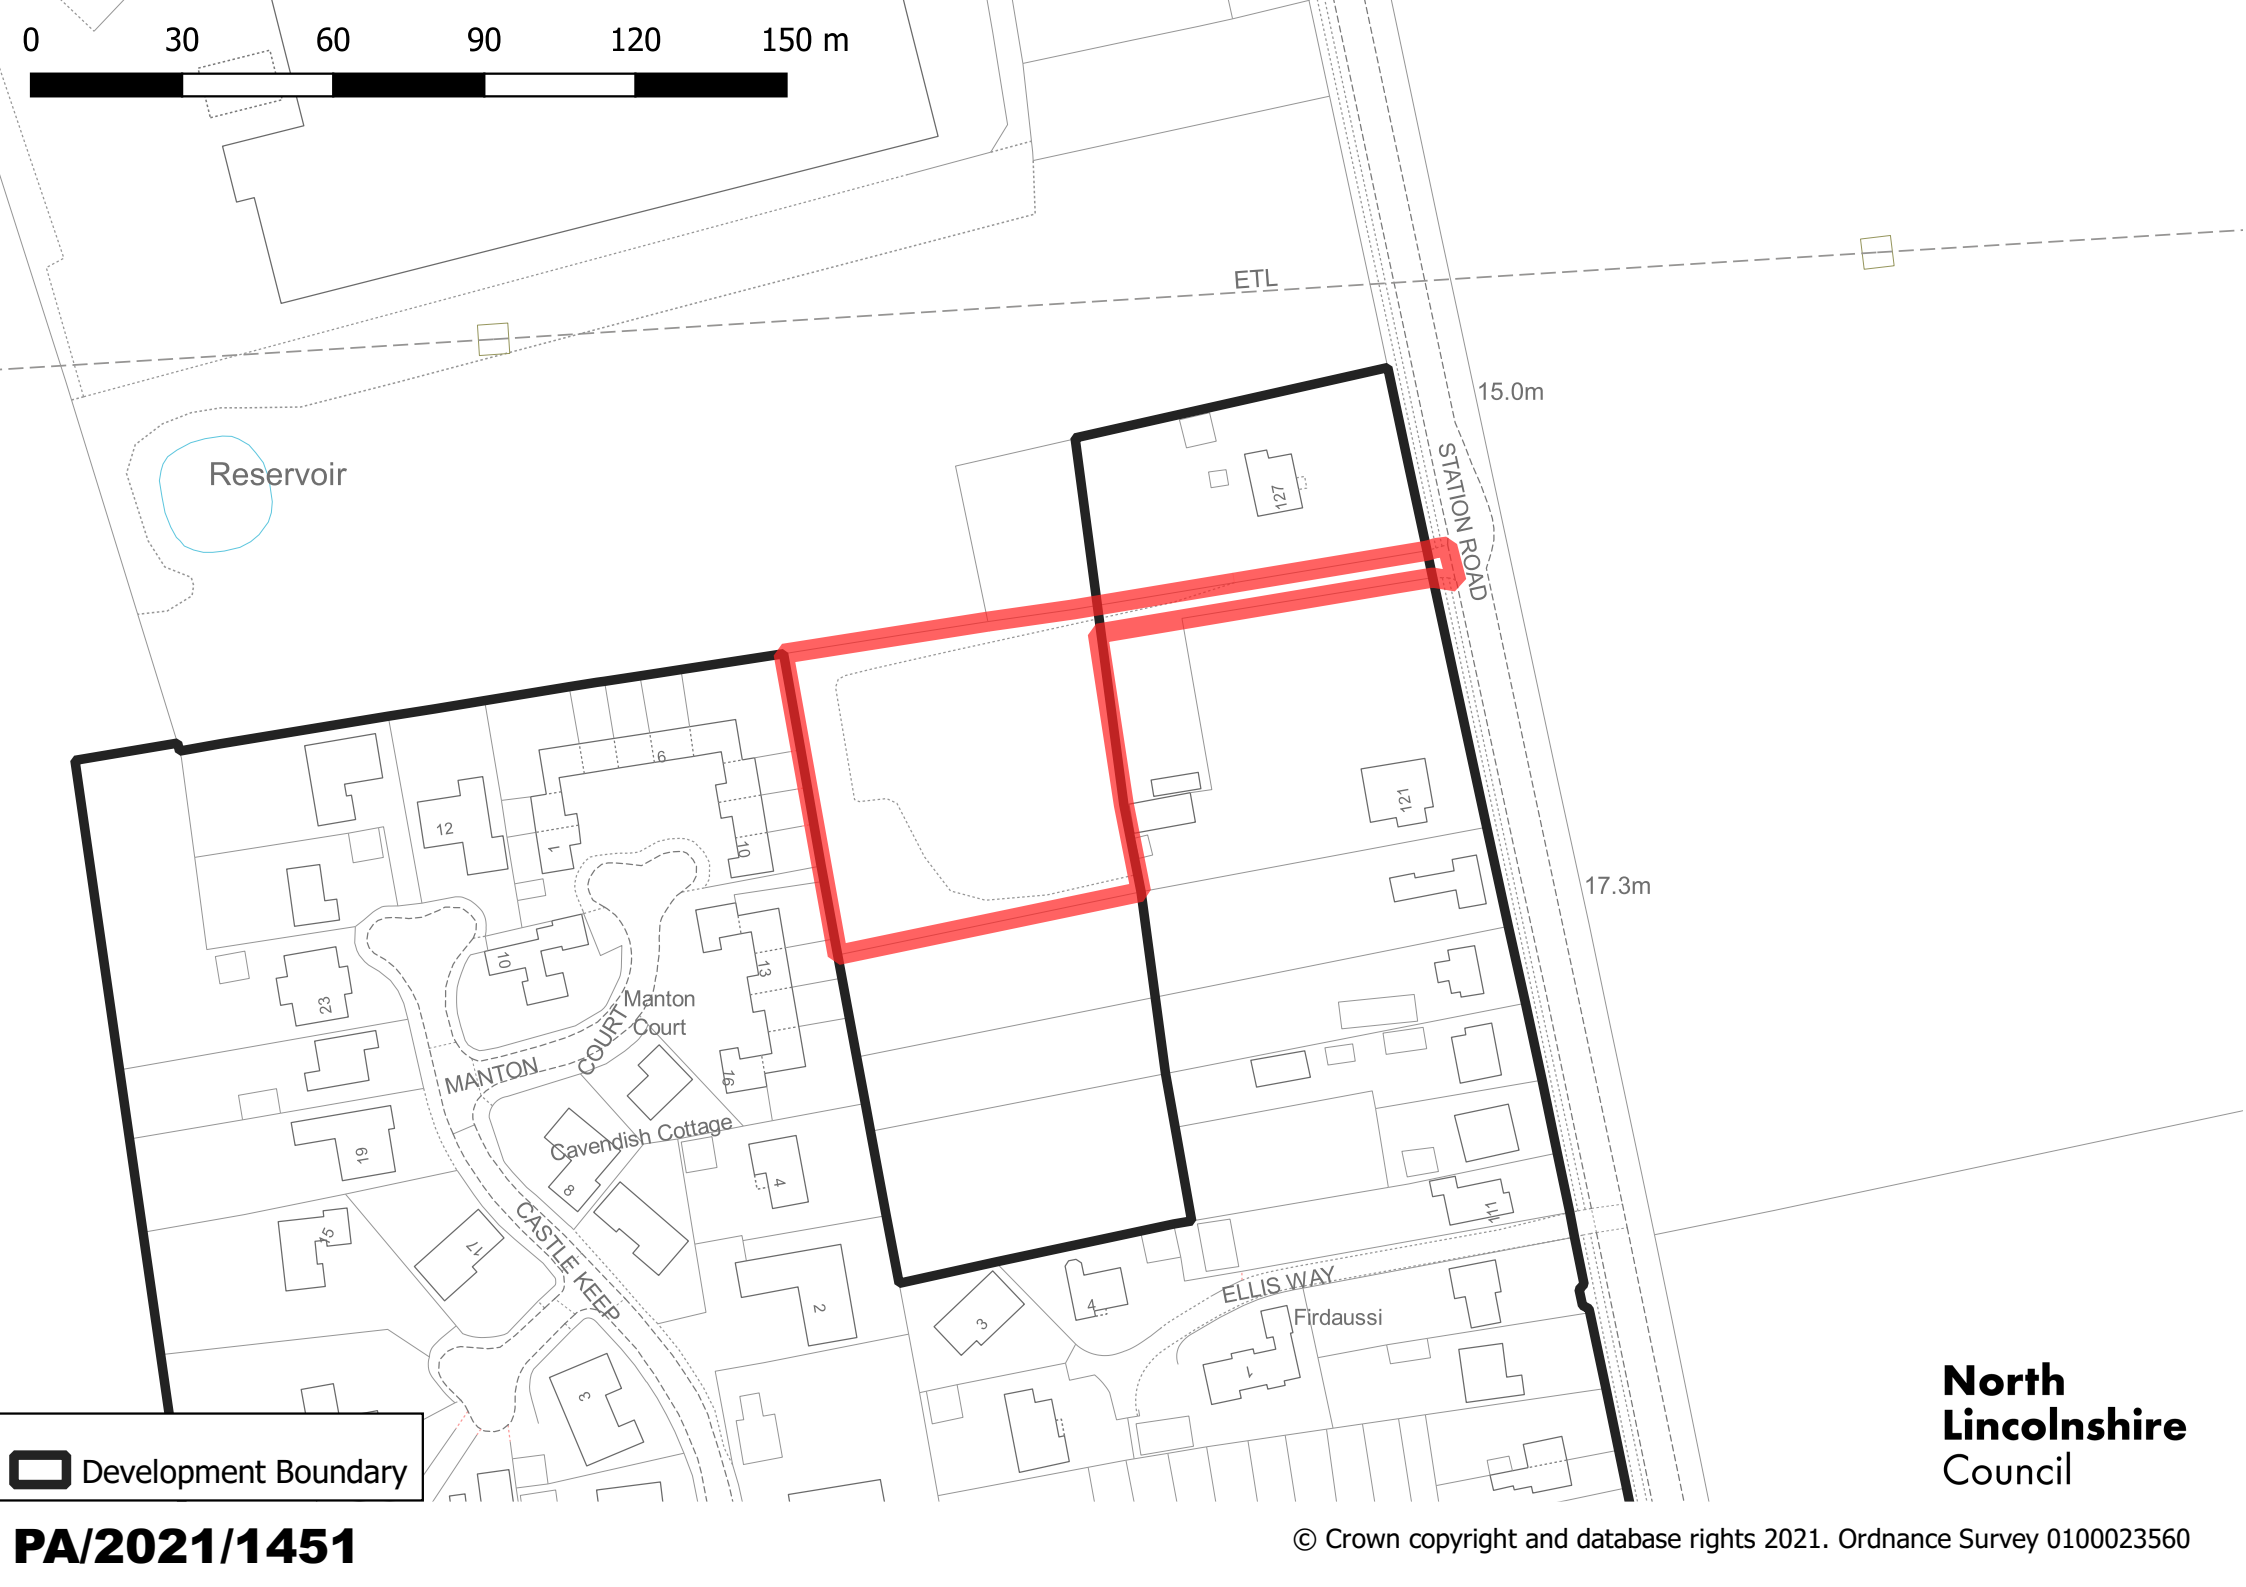 0 30 60 90 120 150 m
ETL
15.0m
Reservoir
STATION ROAD
127
6
12
1
10
121
17.3m
10
13
23
Manton
Court
MANTON COURT
16
Cavendish Cottage
19
8
4
15
17
CASTLE KEEP
111
2
ELLIS WAY
4
3
Firdaussi
1
3
Development Boundary
North
Lincolnshire
Council
PA/2021/1451
© Crown copyright and database rights 2021. Ordnance Survey 0100023560